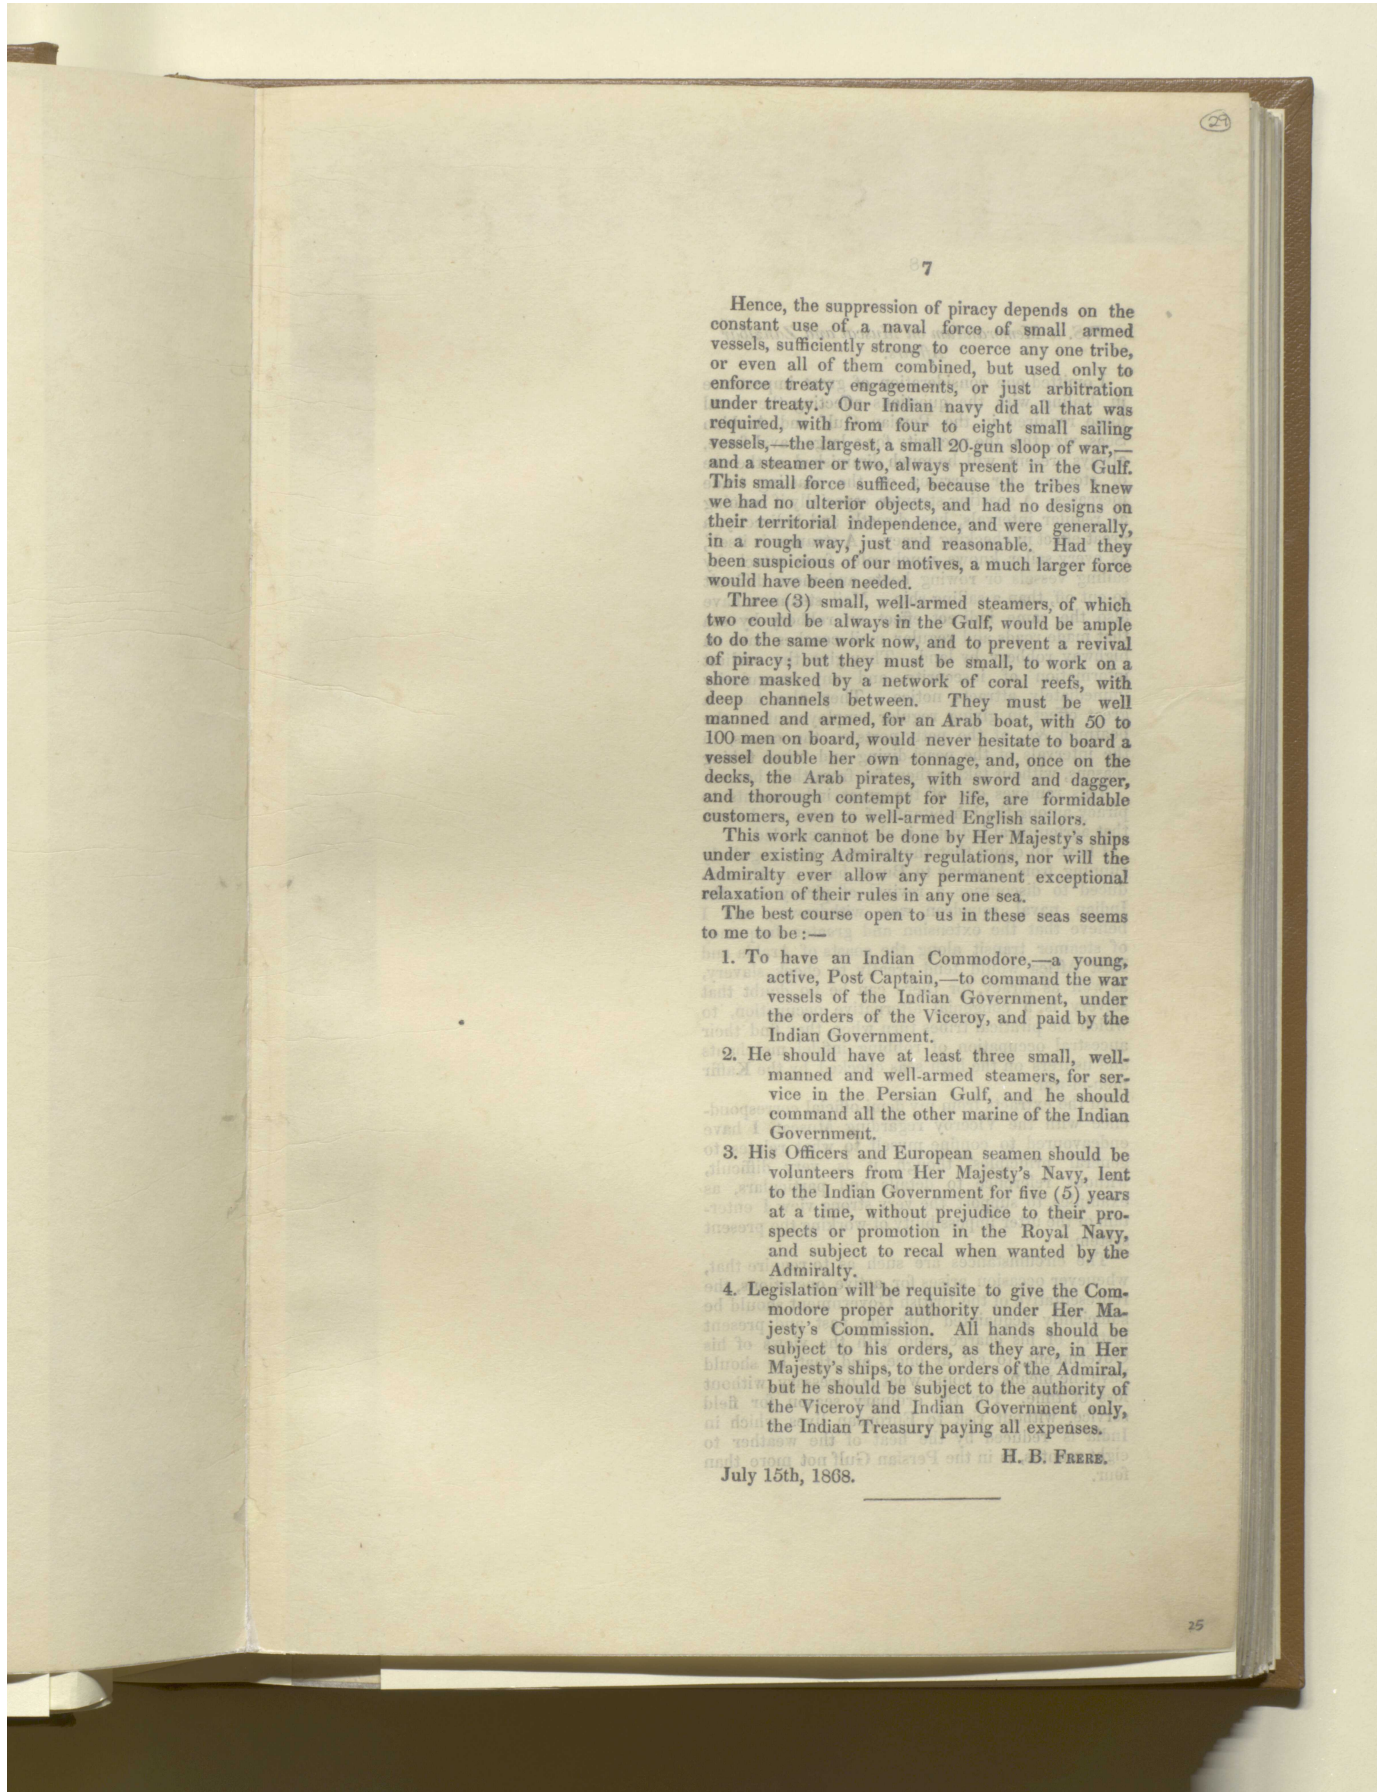 29
7
Hence, the suppression of piracy depends on the
constant use of a naval force of small armed
vessels, sufficiently strong to coerce any one tribe,
or even all of them combined, but used only to
enforce treaty engagements, or just arbitration
under treaty. Our Indian navy did all that was
required, with from four to eight small sailing
vessels,—the largest, a small 20-gun sloop of war,—
and a steamer or two, always present in the Gulf.
This small force sufficed, because the tribes knew
we had no ulterior objects, and had no designs on
their territorial independence, and were generally,
in a rough way, just and reasonable. Had they
been suspicious of our motives, a much larger force
would have been needed.
Three (3) small, well-armed steamers, of which
two could be always in the Gulf, would be ample
to do the same work now, and to prevent a revival
of piracy; but they must be small, to work on a
shore masked by a network of coral reefs, with
deep channels between. They must be well
manned and armed, for an Arab boat, with 50 to
100 men on board, would never hesitate to board a
vessel double her own tonnage, and, once on the
decks, the Arab pirates, with sword and dagger,
and thorough contempt for life, are formidable
customers, even to well-armed English sailors.
This work cannot be done by Her Majesty's ships
under existing Admiralty regulations, nor will the
Admiralty ever allow any permanent exceptional
relaxation of their rules in any one sea.
The best course open to us in these seas seems
to me to be:—
1. To have an Indian Commodore,—a young,
active, Post Captain,—to command the war
vessels of the Indian Government, under
the orders of the Viceroy, and paid by the
Indian Government.
2. He should have at least three small, well-
manned and well-armed steamers, for ser-
vice in the Persian Gulf, and he should
command all the other marine of the Indian
Government.
3. His Officers and European seamen should be
volunteers from Her Majesty's Navy, lent
to the Indian Government for five (5) years
at a time, without prejudice to their pro-
spects or promotion in the Royal Navy,
and subject to recal when wanted by the
Admiralty.
4. Legislation will be requisite to give the Com-
modore proper authority under Her Ma-
jesty's Commission. All hands should be
subject to his orders, as they are, in Her
Majesty's ships, to the orders of the Admiral,
but he should be subject to the authority of
the Viceroy and Indian Government only,
the Indian Treasury paying all expenses.
H. B. FRERE.
July 15th, 1868.
25